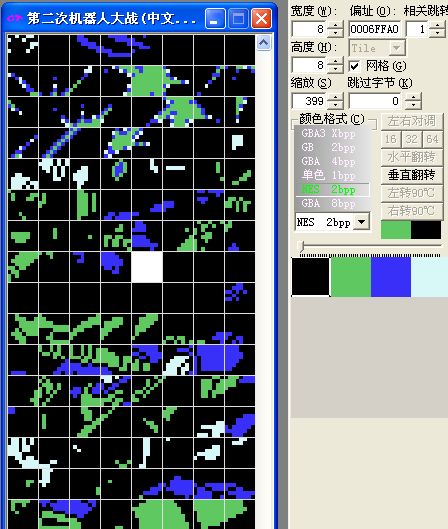 第二次机器人大战(中文...
宽度(W): 偏址(O): 相关跳转
8 0006FFA0 1
高度(H): Tile
8 网格(G)
缩放(S) 跳过字节(K)
399 0
颜色格式(C)
GBA3 Xbpp
GB 2bpp
GBA 4bpp
单色 1bpp
NES 2bpp
GBA 8bpp
NES 2bpp
左右对调
16 32 64
水平翻转
垂直翻转
左转90℃
右转90℃